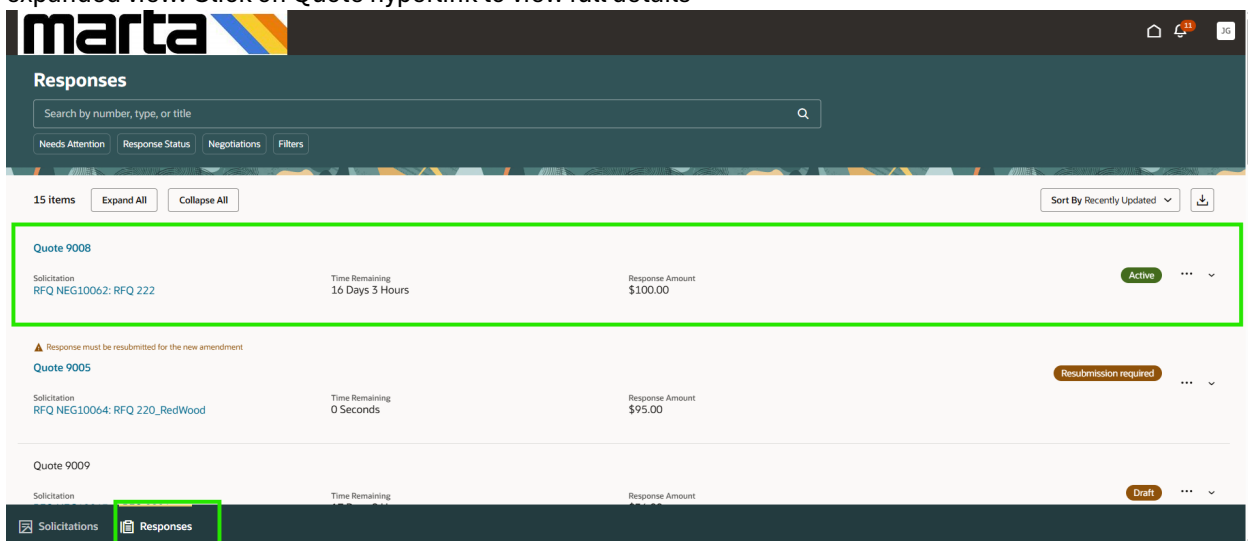 marta
11
JG
Responses
Search by number, type, or title
Needs Attention Response Status Negotiations Filters
15 items Expand All Collapse All Sort By Recently Updated
Quote 9008
Solicitation Time Remaining Response Amount Active
RFQ NEG10062: RFQ 222 16 Days 3 Hours $100.00
Response must be resubmitted for the new amendment
Quote 9005 Resubmission required
Solicitation Time Remaining Response Amount
RFQ NEG10064: RFQ 220_RedWood 0 Seconds $95.00
Quote 9009
Solicitation Time Remaining Response Amount Draft
Solicitations Responses